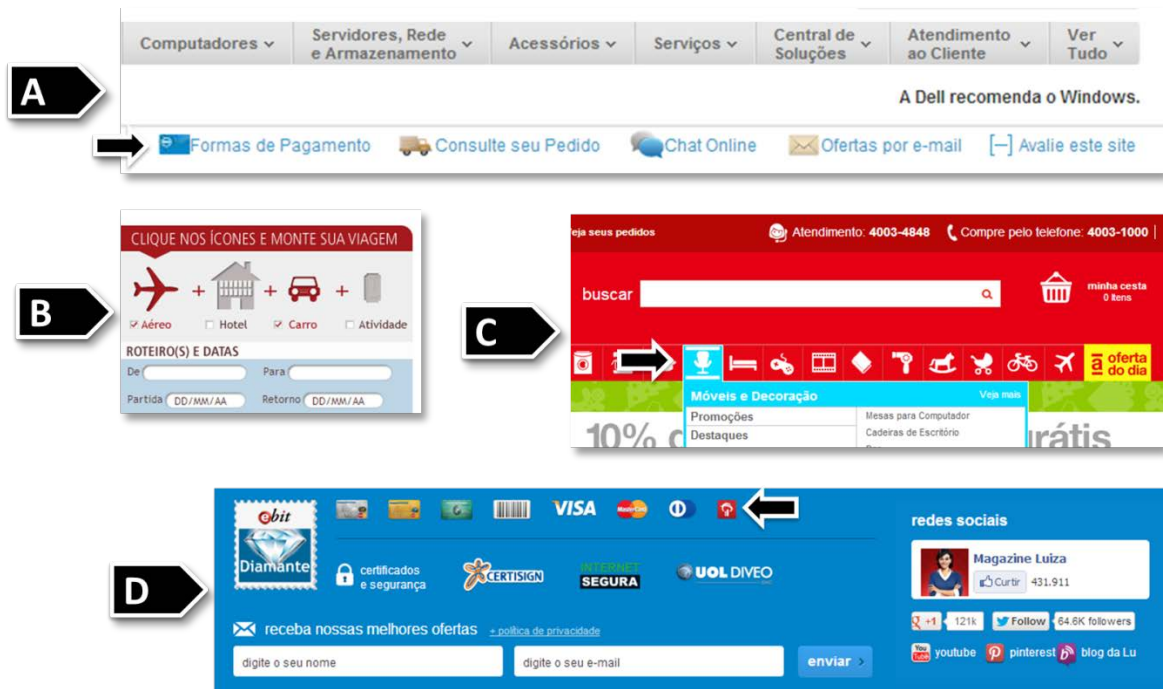 Computadores
Servidores, Rede
e Armazenamento
Acessórios
Serviços
Central de
Soluções
Atendimento
ao Cliente
Ver
Tudo
A
A Dell recomenda o Windows.
Formas de Pagamento
Consulte seu Pedido
Chat Online
Ofertas por e-mail
[—] Avalie este site
B
CLIQUE NOS ÍCONES E MONTE SUA VIAGEM
+ + +
Aéreo
Hotel
Carro
Atividade
ROTEIRO(S) E DATAS
De
Para
Partida DD/MM/AA
Retorno DD/MM/AA
C
veja seus pedidos
Atendimento: 4003-4848
Compre pelo telefone: 4003-1000 |
buscar
minha cesta
0 Itens
oferta
do dia
Móveis e Decoração
Veja mais
Promoções
Destaques
Mesas para Computador
Cadeiras de Escritório
10%
D
ebit
Diamante
VISA
MasterCard
certificados
e segurança
CERTISIGN
INTERNET
SEGURA
UOL DIVEO
receba nossas melhores ofertas
+ política de privacidade
digite o seu nome
digite o seu e-mail
enviar >
redes sociais
Magazine Luiza
Curtir 431.911
+1 121k
Follow 64.6K followers
You Tube youtube
pinterest
blog da Lu